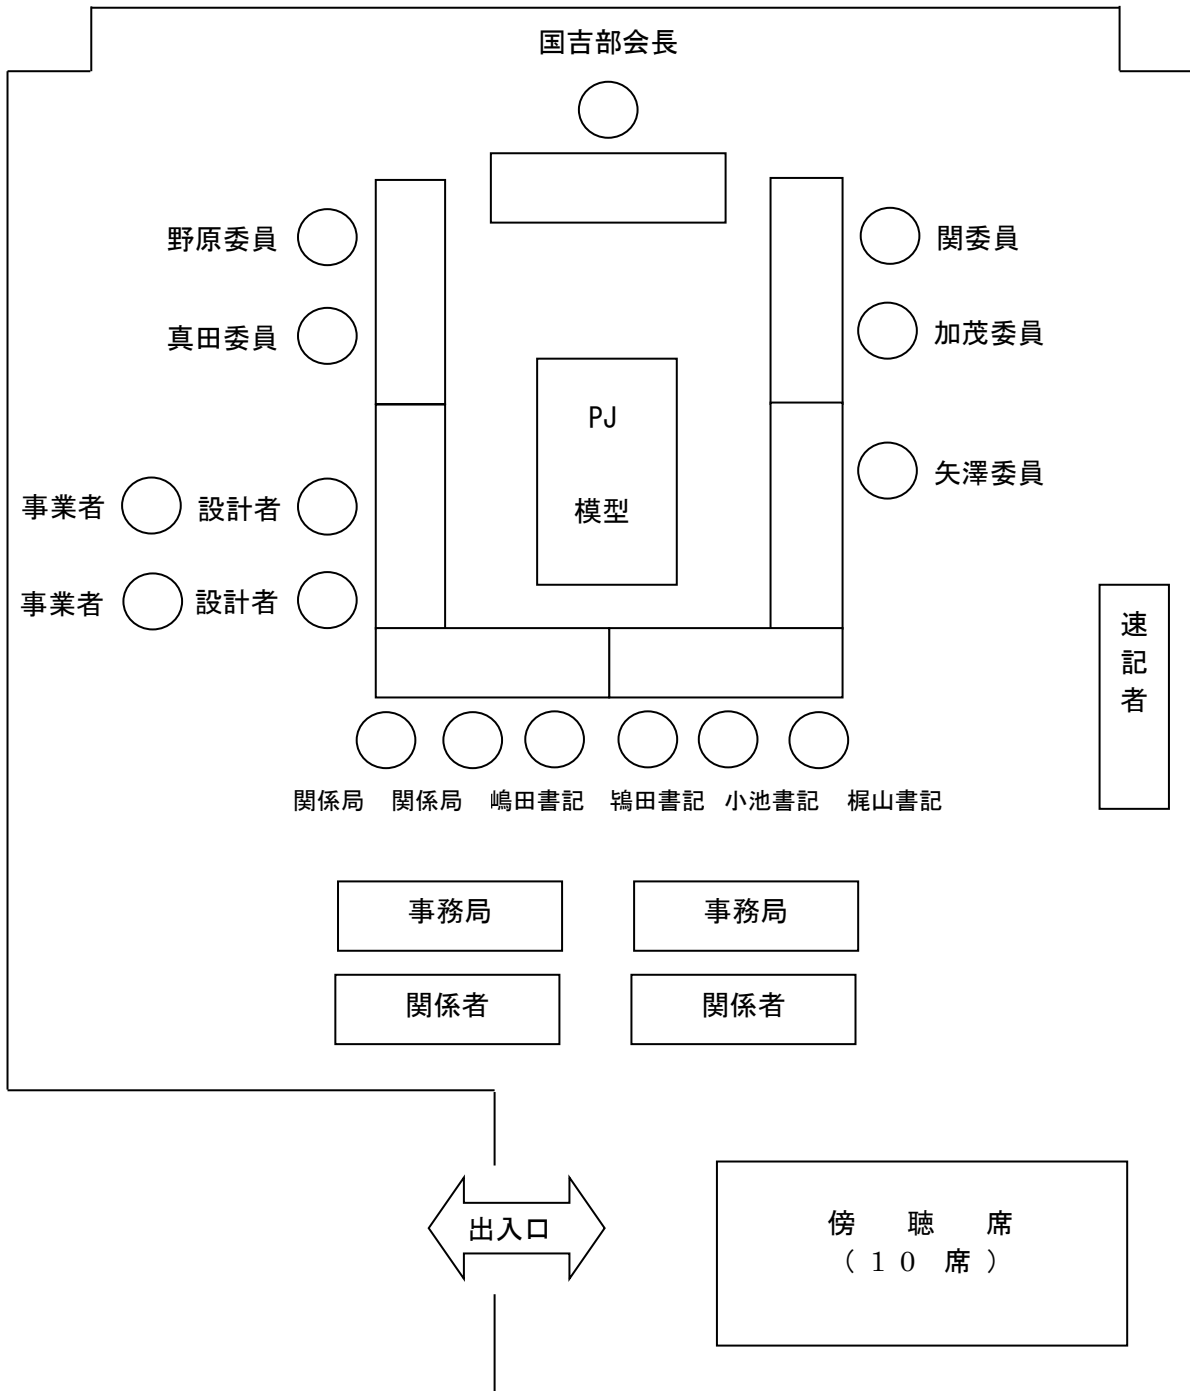 国吉部会長
野原委員
関委員
真田委員
加茂委員
PJ
模型
矢澤委員
事業者
設計者
事業者
設計者
速記者
関係局 関係局 嶋田書記 鴇田書記 小池書記 梶山書記
事務局
事務局
関係者
関係者
出入口
傍 聴 席
（ 1 0 席 ）